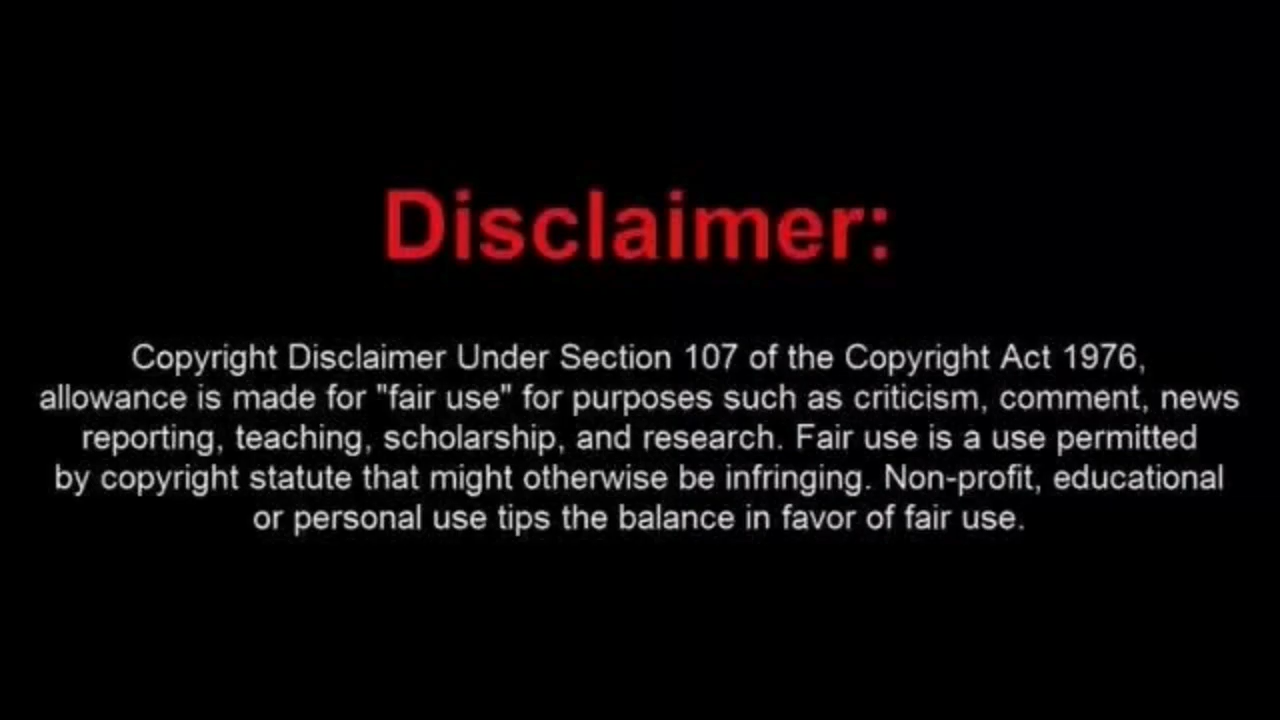 Disclaimer:
Copyright Disclaimer Under Section 107 of the Copyright Act 1976,
allowance is made for "fair use" for purposes such as criticism, comment, news
reporting, teaching, scholarship, and research. Fair use is a use permitted
by copyright statute that might otherwise be infringing. Non-profit, educational
or personal use tips the balance in favor of fair use.